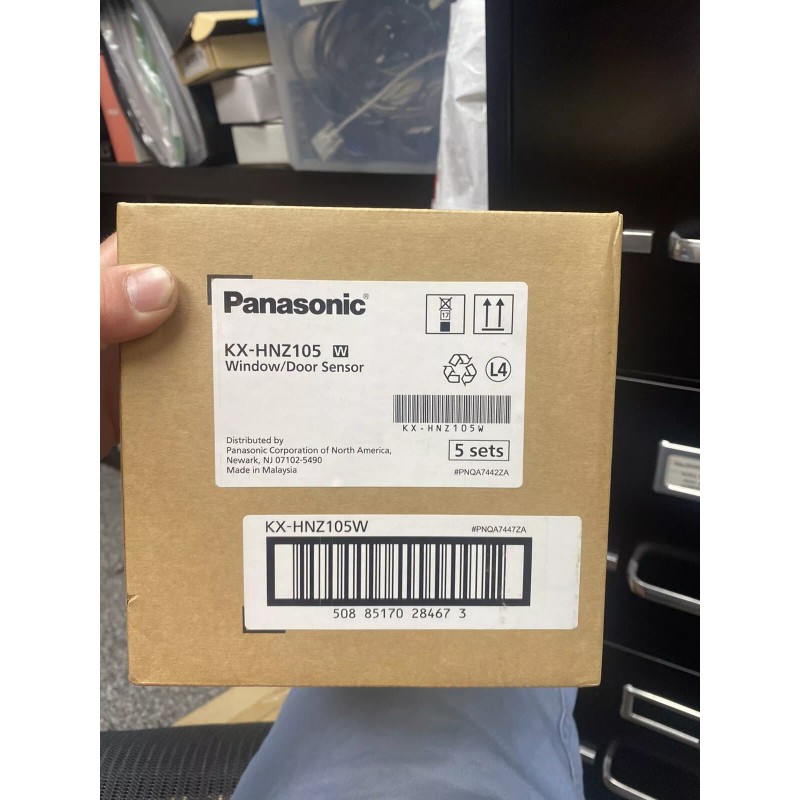 Panasonic®
17
KX-HNZ105 W
Window/Door Sensor
L4
KX-HNZ105W
Distributed by
Panasonic Corporation of North America,
Newark, NJ 07102-5490
Made in Malaysia
5 sets
#PNQA7442ZA
KX-HNZ105W
#PNQA7447ZA
508 85170 28467 3